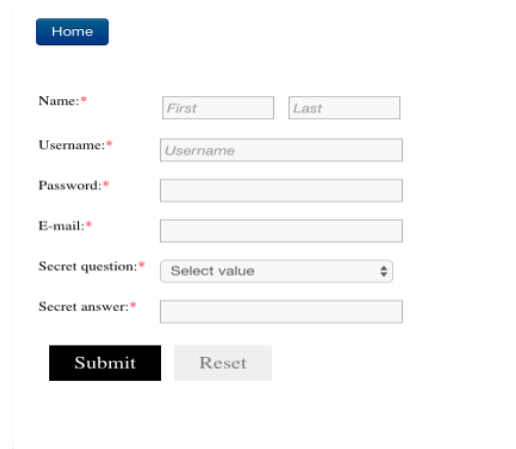 Home
Name:* First Last
Username:* Username
Password:*
E-mail:*
Secret question:* Select value
Secret answer:*
Submit Reset